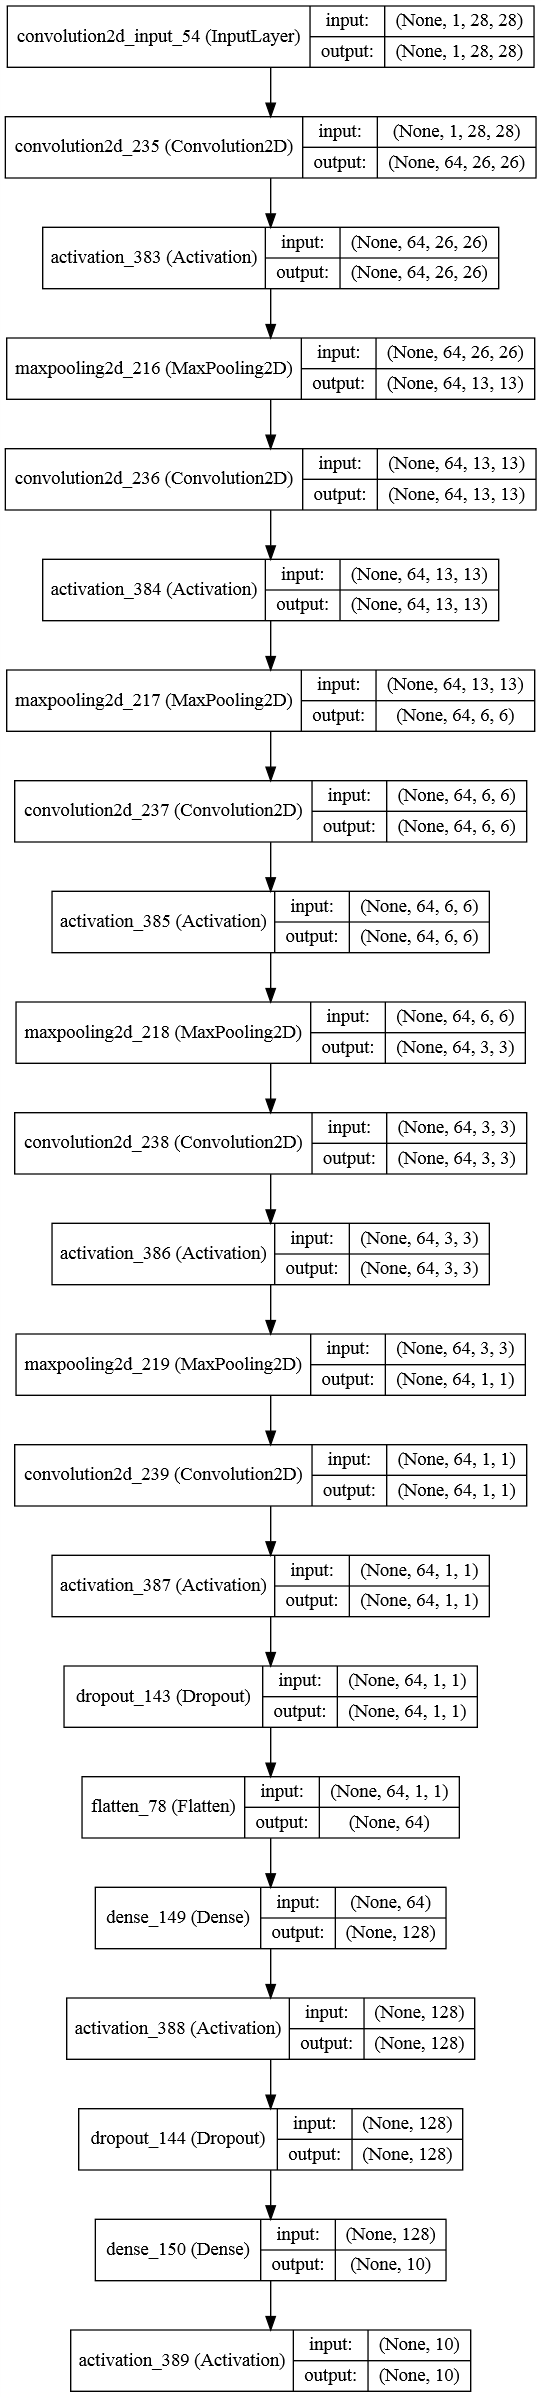 convolution2d_input_54 (InputLayer)
input: (None, 1, 28, 28)
output: (None, 1, 28, 28)
convolution2d_235 (Convolution2D)
input: (None, 1, 28, 28)
output: (None, 64, 26, 26)
activation_383 (Activation)
input: (None, 64, 26, 26)
output: (None, 64, 26, 26)
maxpooling2d_216 (MaxPooling2D)
input: (None, 64, 26, 26)
output: (None, 64, 13, 13)
convolution2d_236 (Convolution2D)
input: (None, 64, 13, 13)
output: (None, 64, 13, 13)
activation_384 (Activation)
input: (None, 64, 13, 13)
output: (None, 64, 13, 13)
maxpooling2d_217 (MaxPooling2D)
input: (None, 64, 13, 13)
output: (None, 64, 6, 6)
convolution2d_237 (Convolution2D)
input: (None, 64, 6, 6)
output: (None, 64, 6, 6)
activation_385 (Activation)
input: (None, 64, 6, 6)
output: (None, 64, 6, 6)
maxpooling2d_218 (MaxPooling2D)
input: (None, 64, 6, 6)
output: (None, 64, 3, 3)
convolution2d_238 (Convolution2D)
input: (None, 64, 3, 3)
output: (None, 64, 3, 3)
activation_386 (Activation)
input: (None, 64, 3, 3)
output: (None, 64, 3, 3)
maxpooling2d_219 (MaxPooling2D)
input: (None, 64, 3, 3)
output: (None, 64, 1, 1)
convolution2d_239 (Convolution2D)
input: (None, 64, 1, 1)
output: (None, 64, 1, 1)
activation_387 (Activation)
input: (None, 64, 1, 1)
output: (None, 64, 1, 1)
dropout_143 (Dropout)
input: (None, 64, 1, 1)
output: (None, 64, 1, 1)
flatten_78 (Flatten)
input: (None, 64, 1, 1)
output: (None, 64)
dense_149 (Dense)
input: (None, 64)
output: (None, 128)
activation_388 (Activation)
input: (None, 128)
output: (None, 128)
dropout_144 (Dropout)
input: (None, 128)
output: (None, 128)
dense_150 (Dense)
input: (None, 128)
output: (None, 10)
activation_389 (Activation)
input: (None, 10)
output: (None, 10)